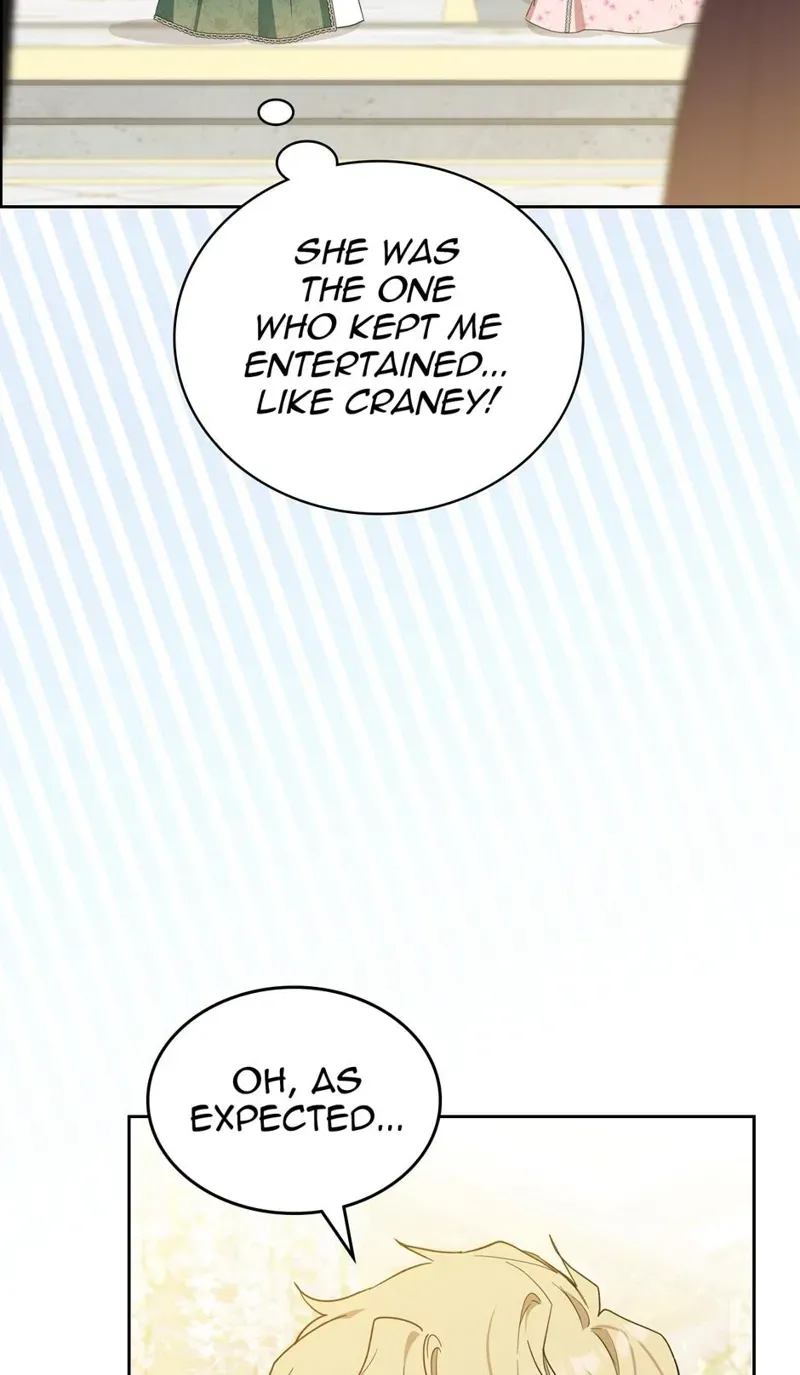 SHE WAS
THE ONE
WHO KEPT ME
ENTERTAINED...
LIKE CRANEY!
OH, AS
EXPECTED...